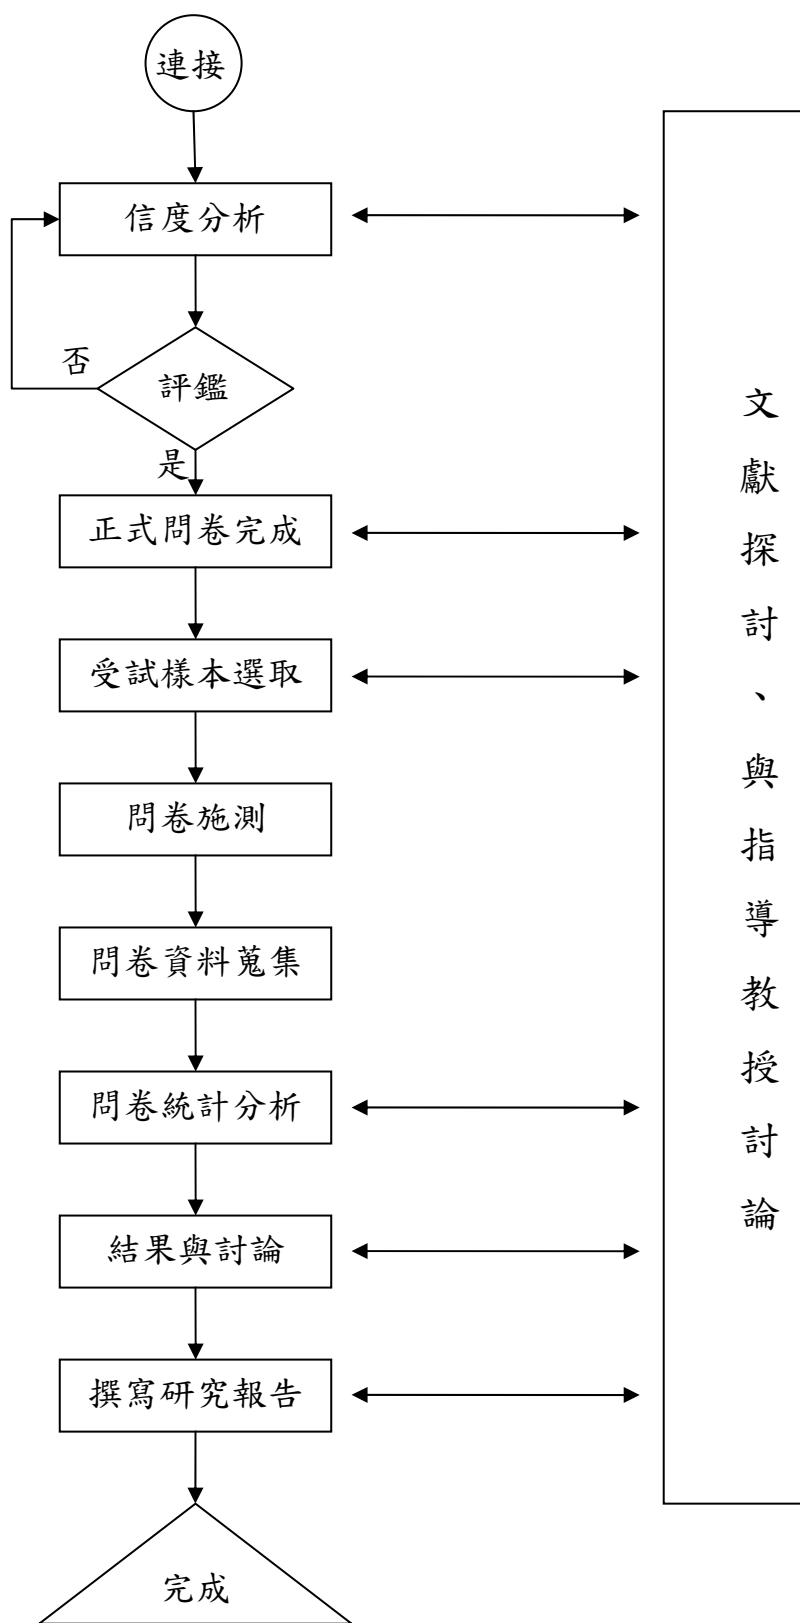 連接
信度分析
否
評鑑
是
正式問卷完成
受試樣本選取
問卷施測
問卷資料蒐集
問卷統計分析
結果與討論
撰寫研究報告
完成
文獻探討、與指導教授討論